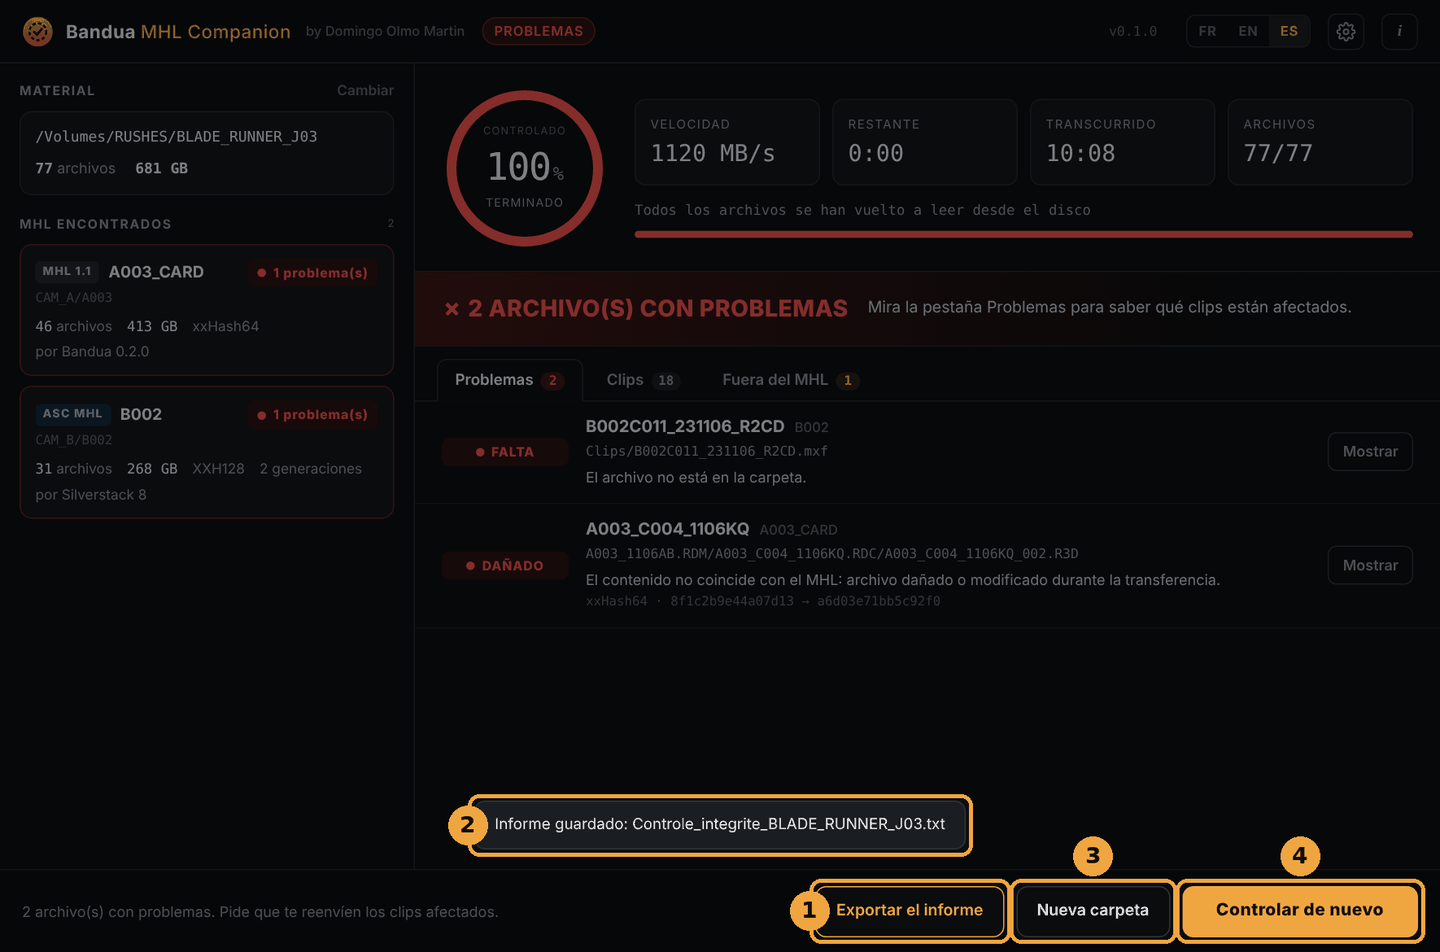 Bandua MHL Companion by Domingo Olmo Martin PROBLEMAS v0.1.0 FR EN ES i
MATERIAL Cambiar
/Volumes/RUSHES/BLADE_RUNNER_J03
77 archivos 681 GB
MHL ENCONTRADOS 2
MHL 1.1 A003_CARD 1 problema(s)
CAM_A/A003
46 archivos 413 GB xxHash64
por Bandua 0.2.0
ASC MHL B002 1 problema(s)
CAM_B/B002
31 archivos 268 GB XXH128 2 generaciones
por Silverstack 8
CONTROLADO
100%
TERMINADO
VELOCIDAD
1120 MB/s
RESTANTE
0:00
TRANSCURRIDO
10:08
ARCHIVOS
77/77
Todos los archivos se han vuelto a leer desde el disco
× 2 ARCHIVO(S) CON PROBLEMAS Mira la pestaña Problemas para saber qué clips están afectados.
Problemas 2 Clips 18 Fuera del MHL 1
FALTA
B002C011_231106_R2CD B002
Clips/B002C011_231106_R2CD.mxf
El archivo no está en la carpeta.
Mostrar
DAÑADO
A003_C004_1106KQ A003_CARD
A003_1106AB.RDM/A003_C004_1106KQ.RDC/A003_C004_1106KQ_002.R3D
El contenido no coincide con el MHL: archivo dañado o modificado durante la transferencia.
xxHash64 · 8f1c2b9e44a07d13 → a6d03e71bb5c92f0
Mostrar
2 Informe guardado: Controle_integrite_BLADE_RUNNER_J03.txt
3 4
2 archivo(s) con problemas. Pide que te reenvíen los clips afectados.
1 Exportar el informe Nueva carpeta Controlar de nuevo